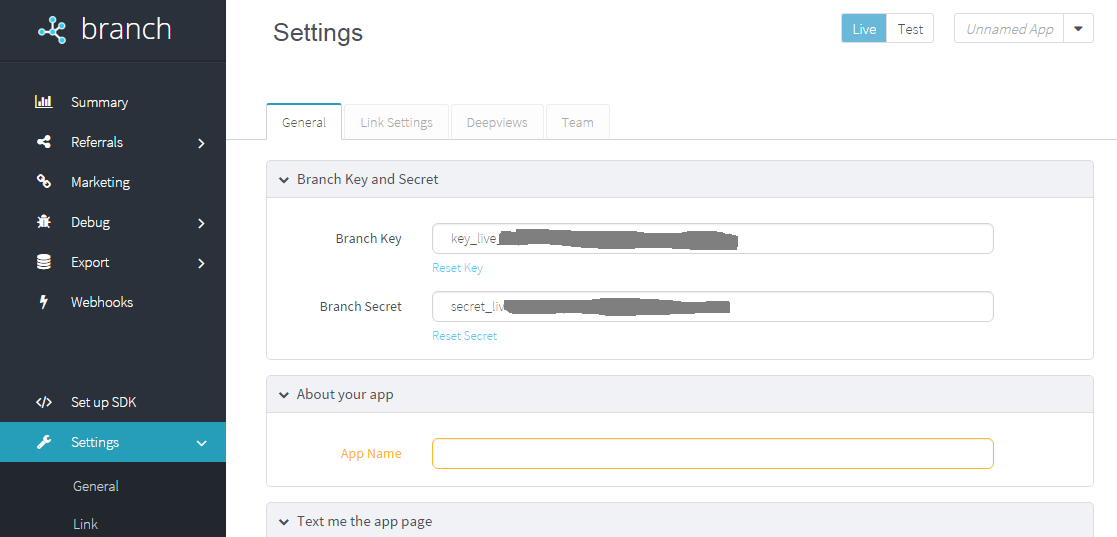 branch
Summary
Referrals
Marketing
Debug
Export
Webhooks
Set up SDK
Settings
General
Link
Settings
Live Test
Unnamed App
General Link Settings Deepviews Team
Branch Key and Secret
Branch Key key_live_
Reset Key
Branch Secret secret_liv
Reset Secret
About your app
App Name
Text me the app page